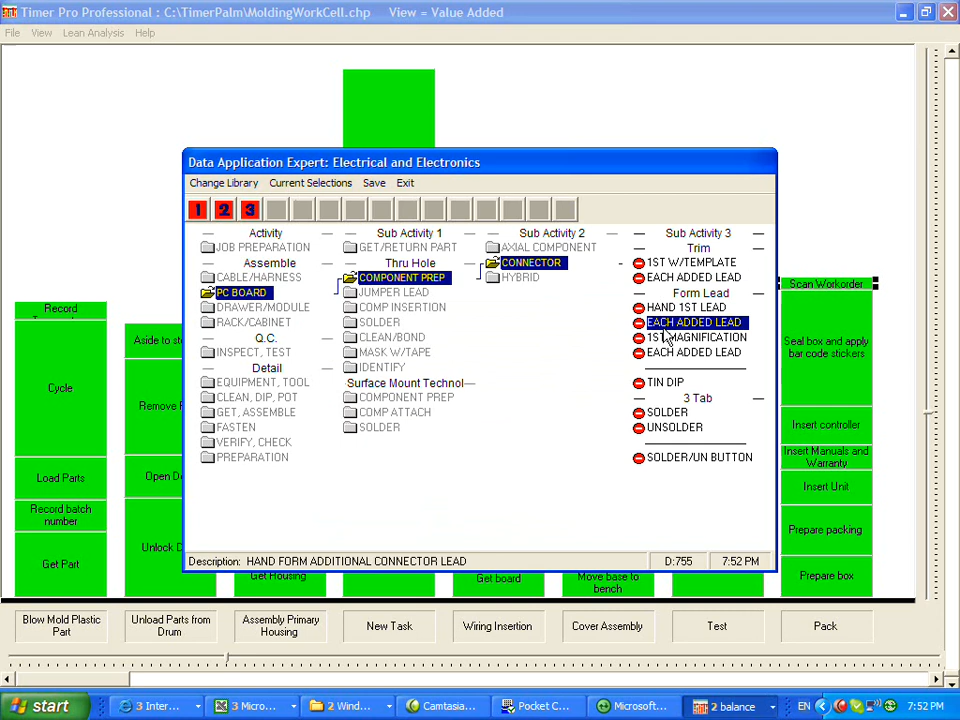 Timer Pro Professional : C:\TimerPalm\MoldingWorkCell.chp    View = Value Added
File View Lean Analysis Help
Data Application Expert: Electrical and Electronics
Change Library Current Selections Save Exit
1 2 3
Activity
JOB PREPARATION
Assemble
CABLE/HARNESS
PC BOARD
DRAWER/MODULE
RACK/CABINET
Q.C.
INSPECT, TEST
Detail
EQUIPMENT, TOOL
CLEAN, DIP, POT
GET, ASSEMBLE
FASTEN
VERIFY, CHECK
PREPARATION
Sub Activity 1
GET/RETURN PART
Thru Hole
COMPONENT PREP
JUMPER LEAD
COMP INSERTION
SOLDER
CLEAN/BOND
MASK W/TAPE
IDENTIFY
Surface Mount Technol
COMPONENT PREP
COMP ATTACH
SOLDER
Sub Activity 2
AXIAL COMPONENT
CONNECTOR
HYBRID
Sub Activity 3
Trim
1ST W/TEMPLATE
EACH ADDED LEAD
Form Lead
HAND 1ST LEAD
EACH ADDED LEAD
1ST MAGNIFICATION
EACH ADDED LEAD
TIN DIP
3 Tab
SOLDER
UNSOLDER
SOLDER/UN BUTTON
Description: HAND FORM ADDITIONAL CONNECTOR LEAD
D:755
7:52 PM
Record
Cycle
Load Parts
Record batch
number
Get Part
Aside to
Remove
Open
Unlock
Get Housing
Get board
Move base to
bench
Scan Workorder
Seal box and apply
bar code stickers
Insert controller
Insert Manuals and
Warranty
Insert Unit
Prepare packing
Prepare box
Blow Mold Plastic
Part
Unload Parts from
Drum
Assembly Primary
Housing
New Task
Wiring Insertion
Cover Assembly
Test
Pack
start
3 Inter...
3 Micro...
2 Wind...
Camtasia...
Pocket C...
Microsoft...
2 balance
EN
7:52 PM